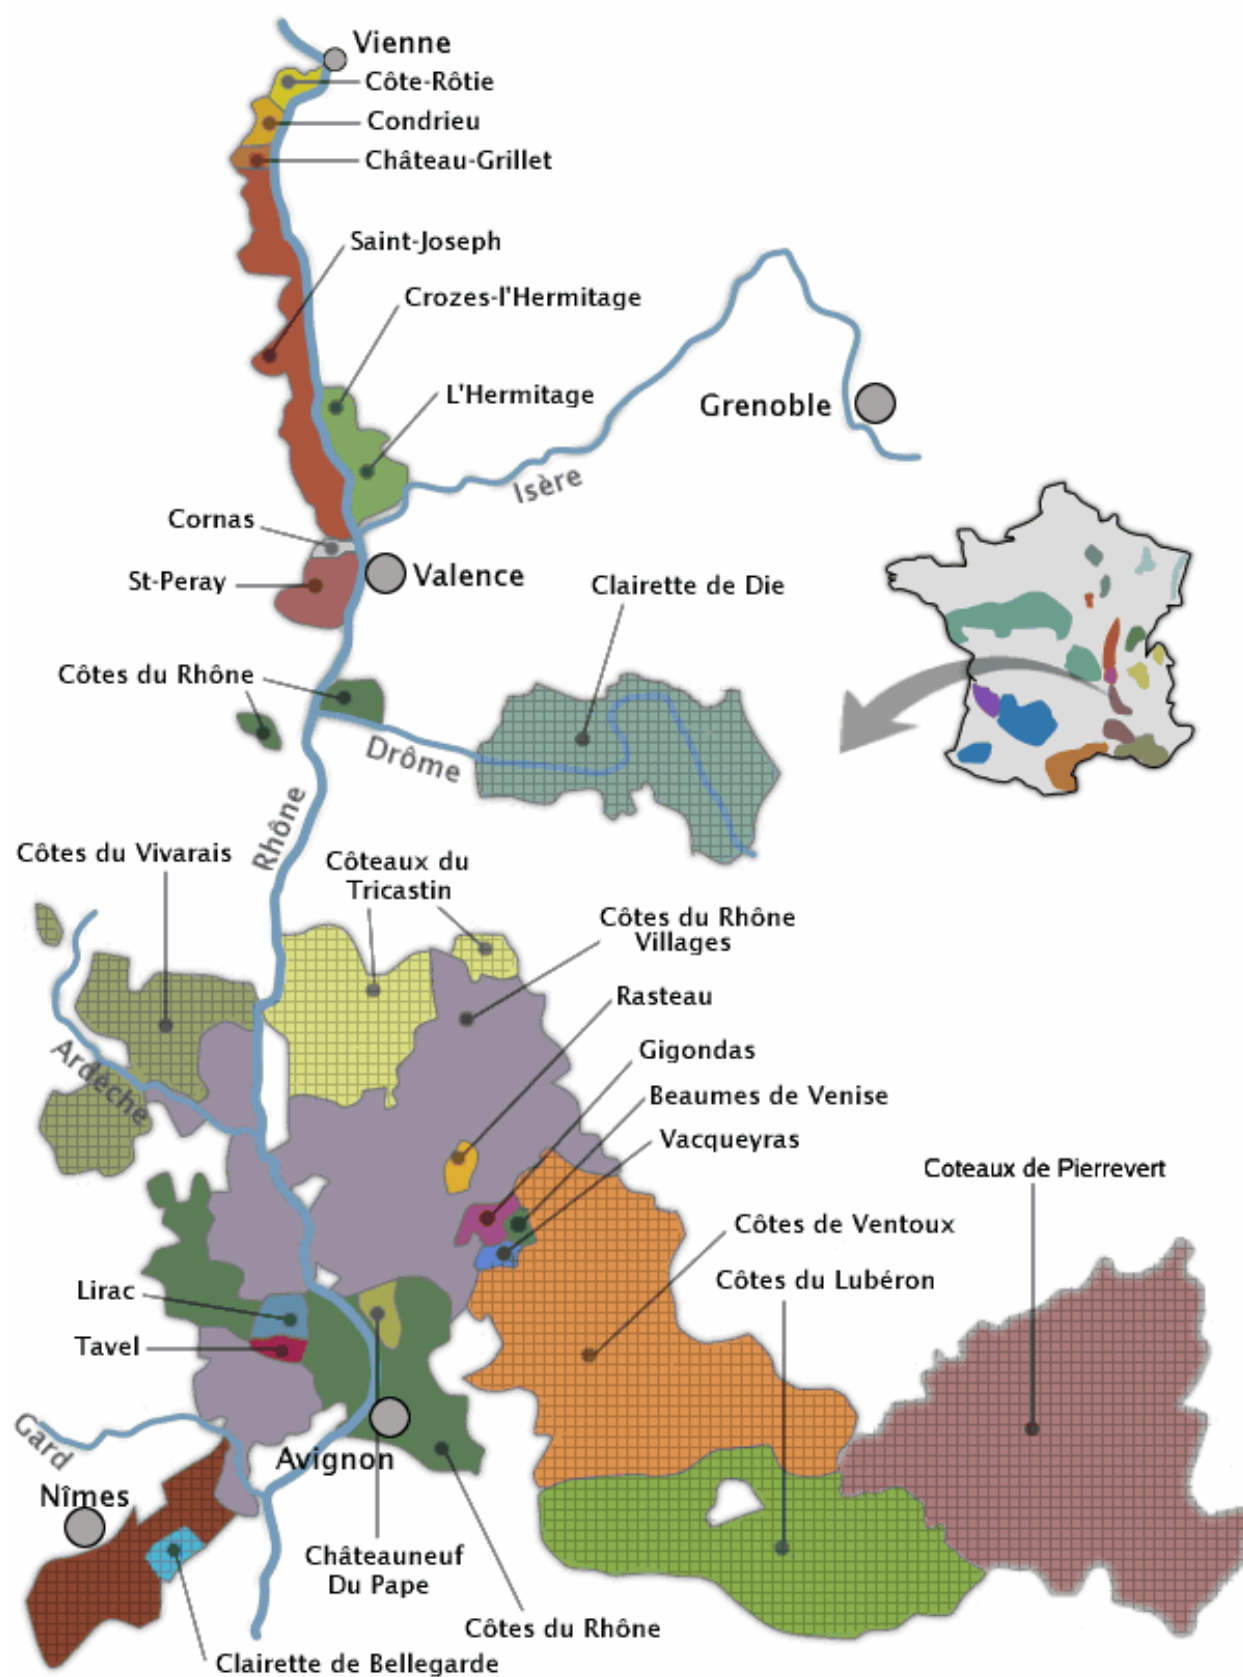 Vienne
Côte-Rôtie
Condrieu
Château-Grillet
Saint-Joseph
Crozes-l'Hermitage
L'Hermitage
Grenoble
Isère
Cornas
Valence
St-Peray
Clairette de Die
Côtes du Rhône
Drôme
Rhône
Côtes du Vivarais
Côteaux du
Tricastin
Côtes du Rhône
Villages
Rasteau
Gigondas
Ardèche
Beaumes de Venise
Vacqueyras
Coteaux de Pierrevert
Côtes de Ventoux
Côtes du Lubéron
Lirac
Tavel
Gard
Avignon
Nîmes
Châteauneuf
Du Pape
Côtes du Rhône
Clairette de Bellegarde